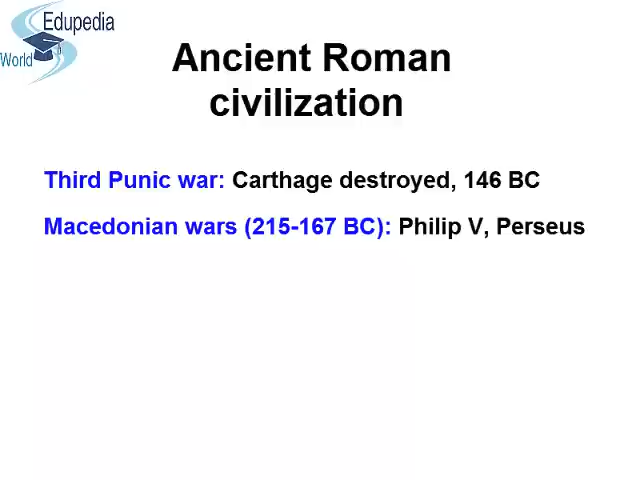 Edupedia
World
Ancient Roman
civilization
Third Punic war: Carthage destroyed, 146 BC
Macedonian wars (215-167 BC): Philip V, Perseus